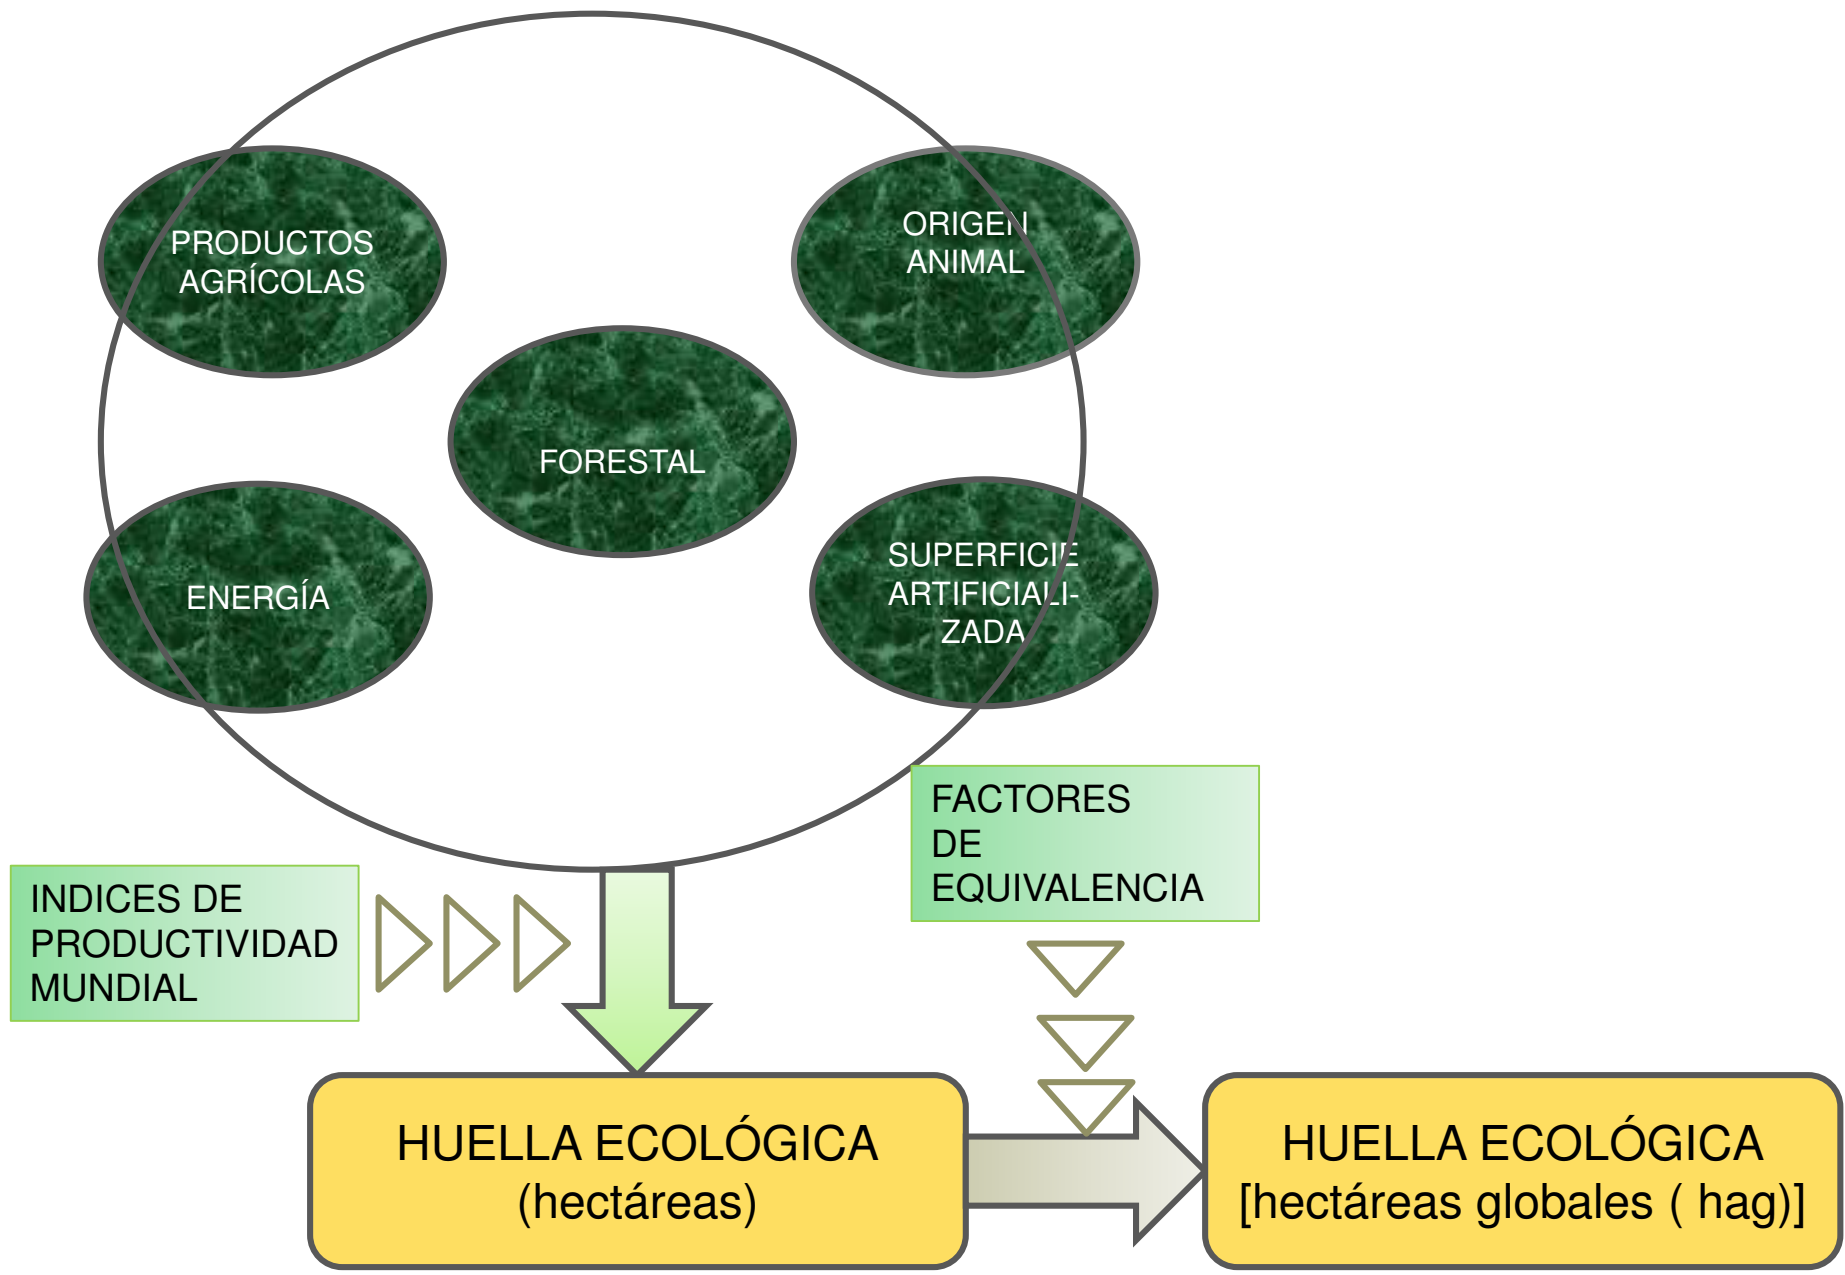 PRODUCTOS
AGRÍCOLAS
ORIGEN
ANIMAL
FORESTAL
ENERGÍA
SUPERFICIE
ARTIFICIALI-
ZADA
FACTORES
DE
EQUIVALENCIA
INDICES DE
PRODUCTIVIDAD
MUNDIAL
HUELLA ECOLÓGICA
(hectáreas)
HUELLA ECOLÓGICA
[hectáreas globales ( hag)]